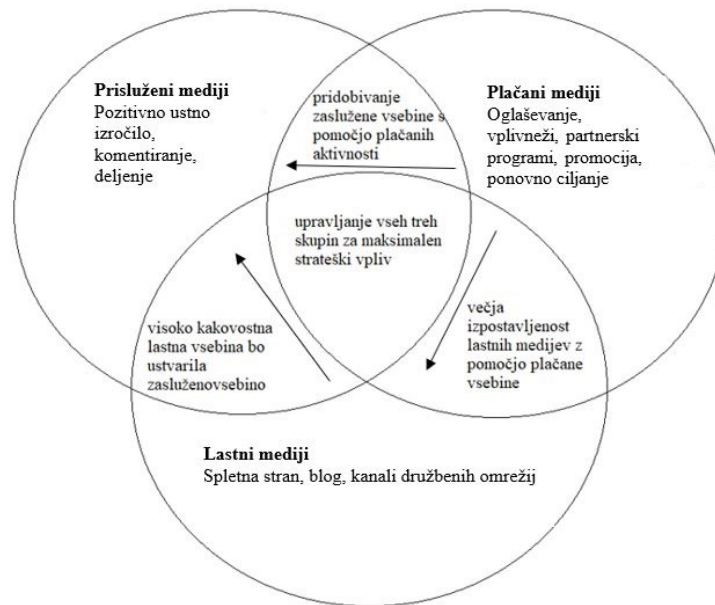 Prisluženi mediji
Pozitivno ustno
izročilo,
komentiranje,
deljenje
pridobivanje
zaslužene vsebine s
pomočjo plačanih
aktivnosti
Plačani mediji
Oglaševanje,
vplivneži, partnerski
programi, promocija,
ponovno ciljanje
upravljanje vseh treh
skupin za maksimalen
strateški vpliv
visoko kakovostna
lastna vsebina bo
ustvarila
zasluženovsebino
večja
izpostavljenost
lastnih medijev z
pomočjo plačane
vsebine
Lastni mediji
Spletna stran, blog, kanali družbenih omrežij